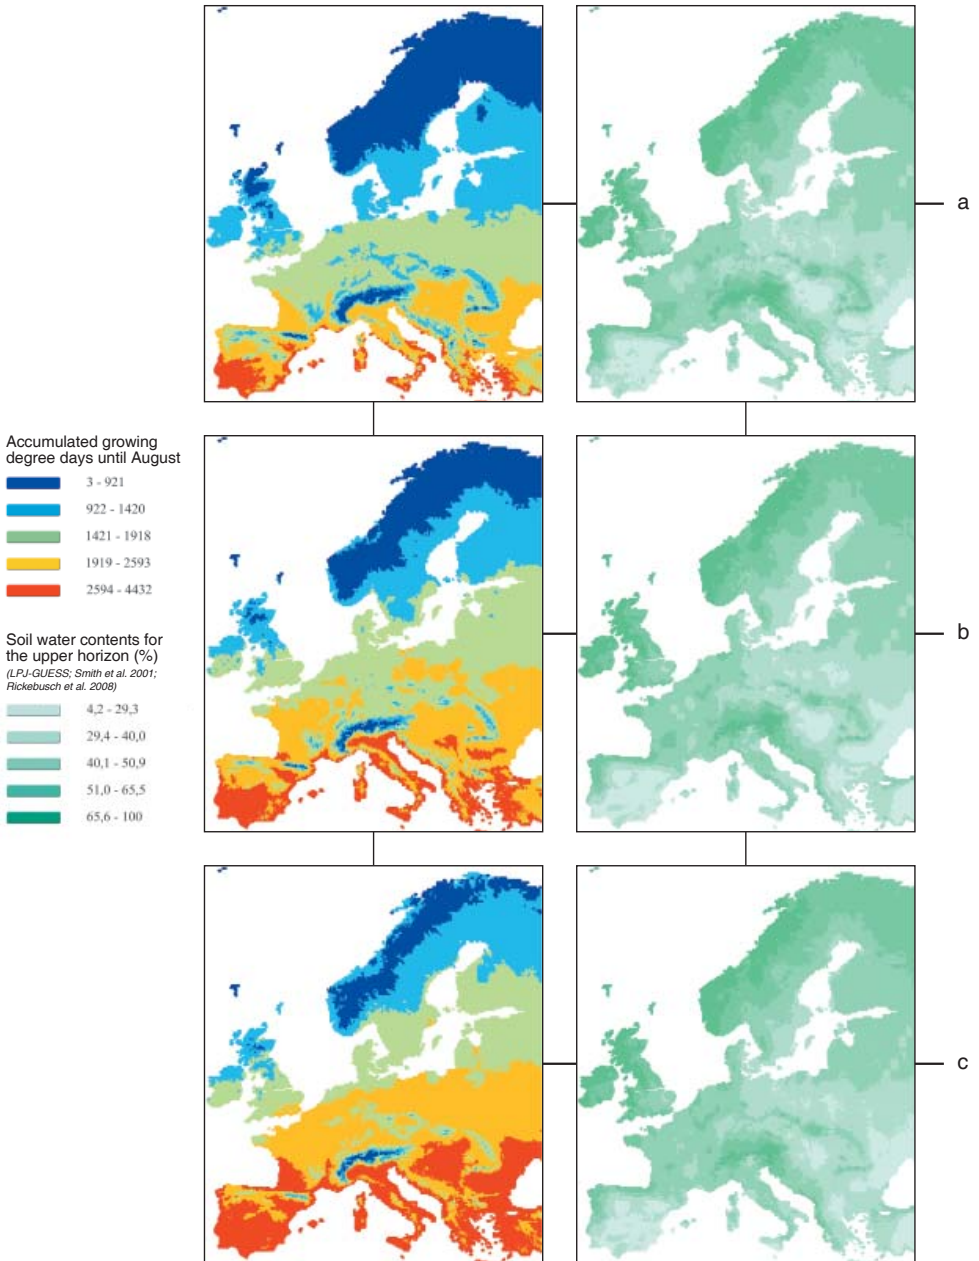 a
Accumulated growing
degree days until August
3 - 921
922 - 1420
1421 - 1918
1919 - 2593
2594 - 4432
Soil water contents for
the upper horizon (%)
(LPJ-GUESS; Smith et al. 2001;
Rickebusch et al. 2008)
4,2 - 29,3
29,4 - 40,0
40,1 - 50,9
51,0 - 65,5
65,6 - 100
b
c